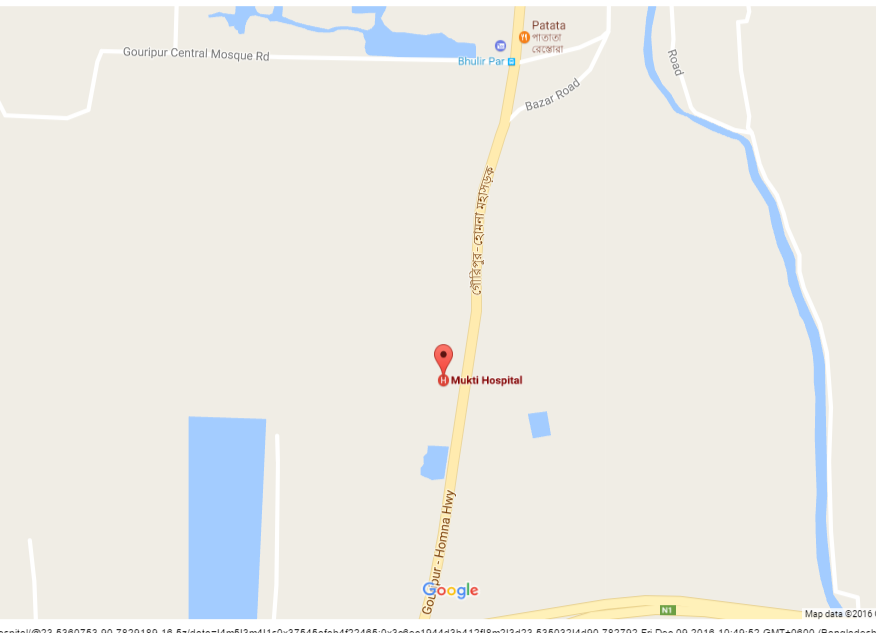 Patata
পাতাতা
রেস্তোরা
Gouripur Central Mosque Rd
Bhulir Par
Road
Bazar Road
গৌরিপুর - হোমনা মহাসড়ক
Mukti Hospital
Gouripur - Homna Hwy
Google
N1
Map data ©2016